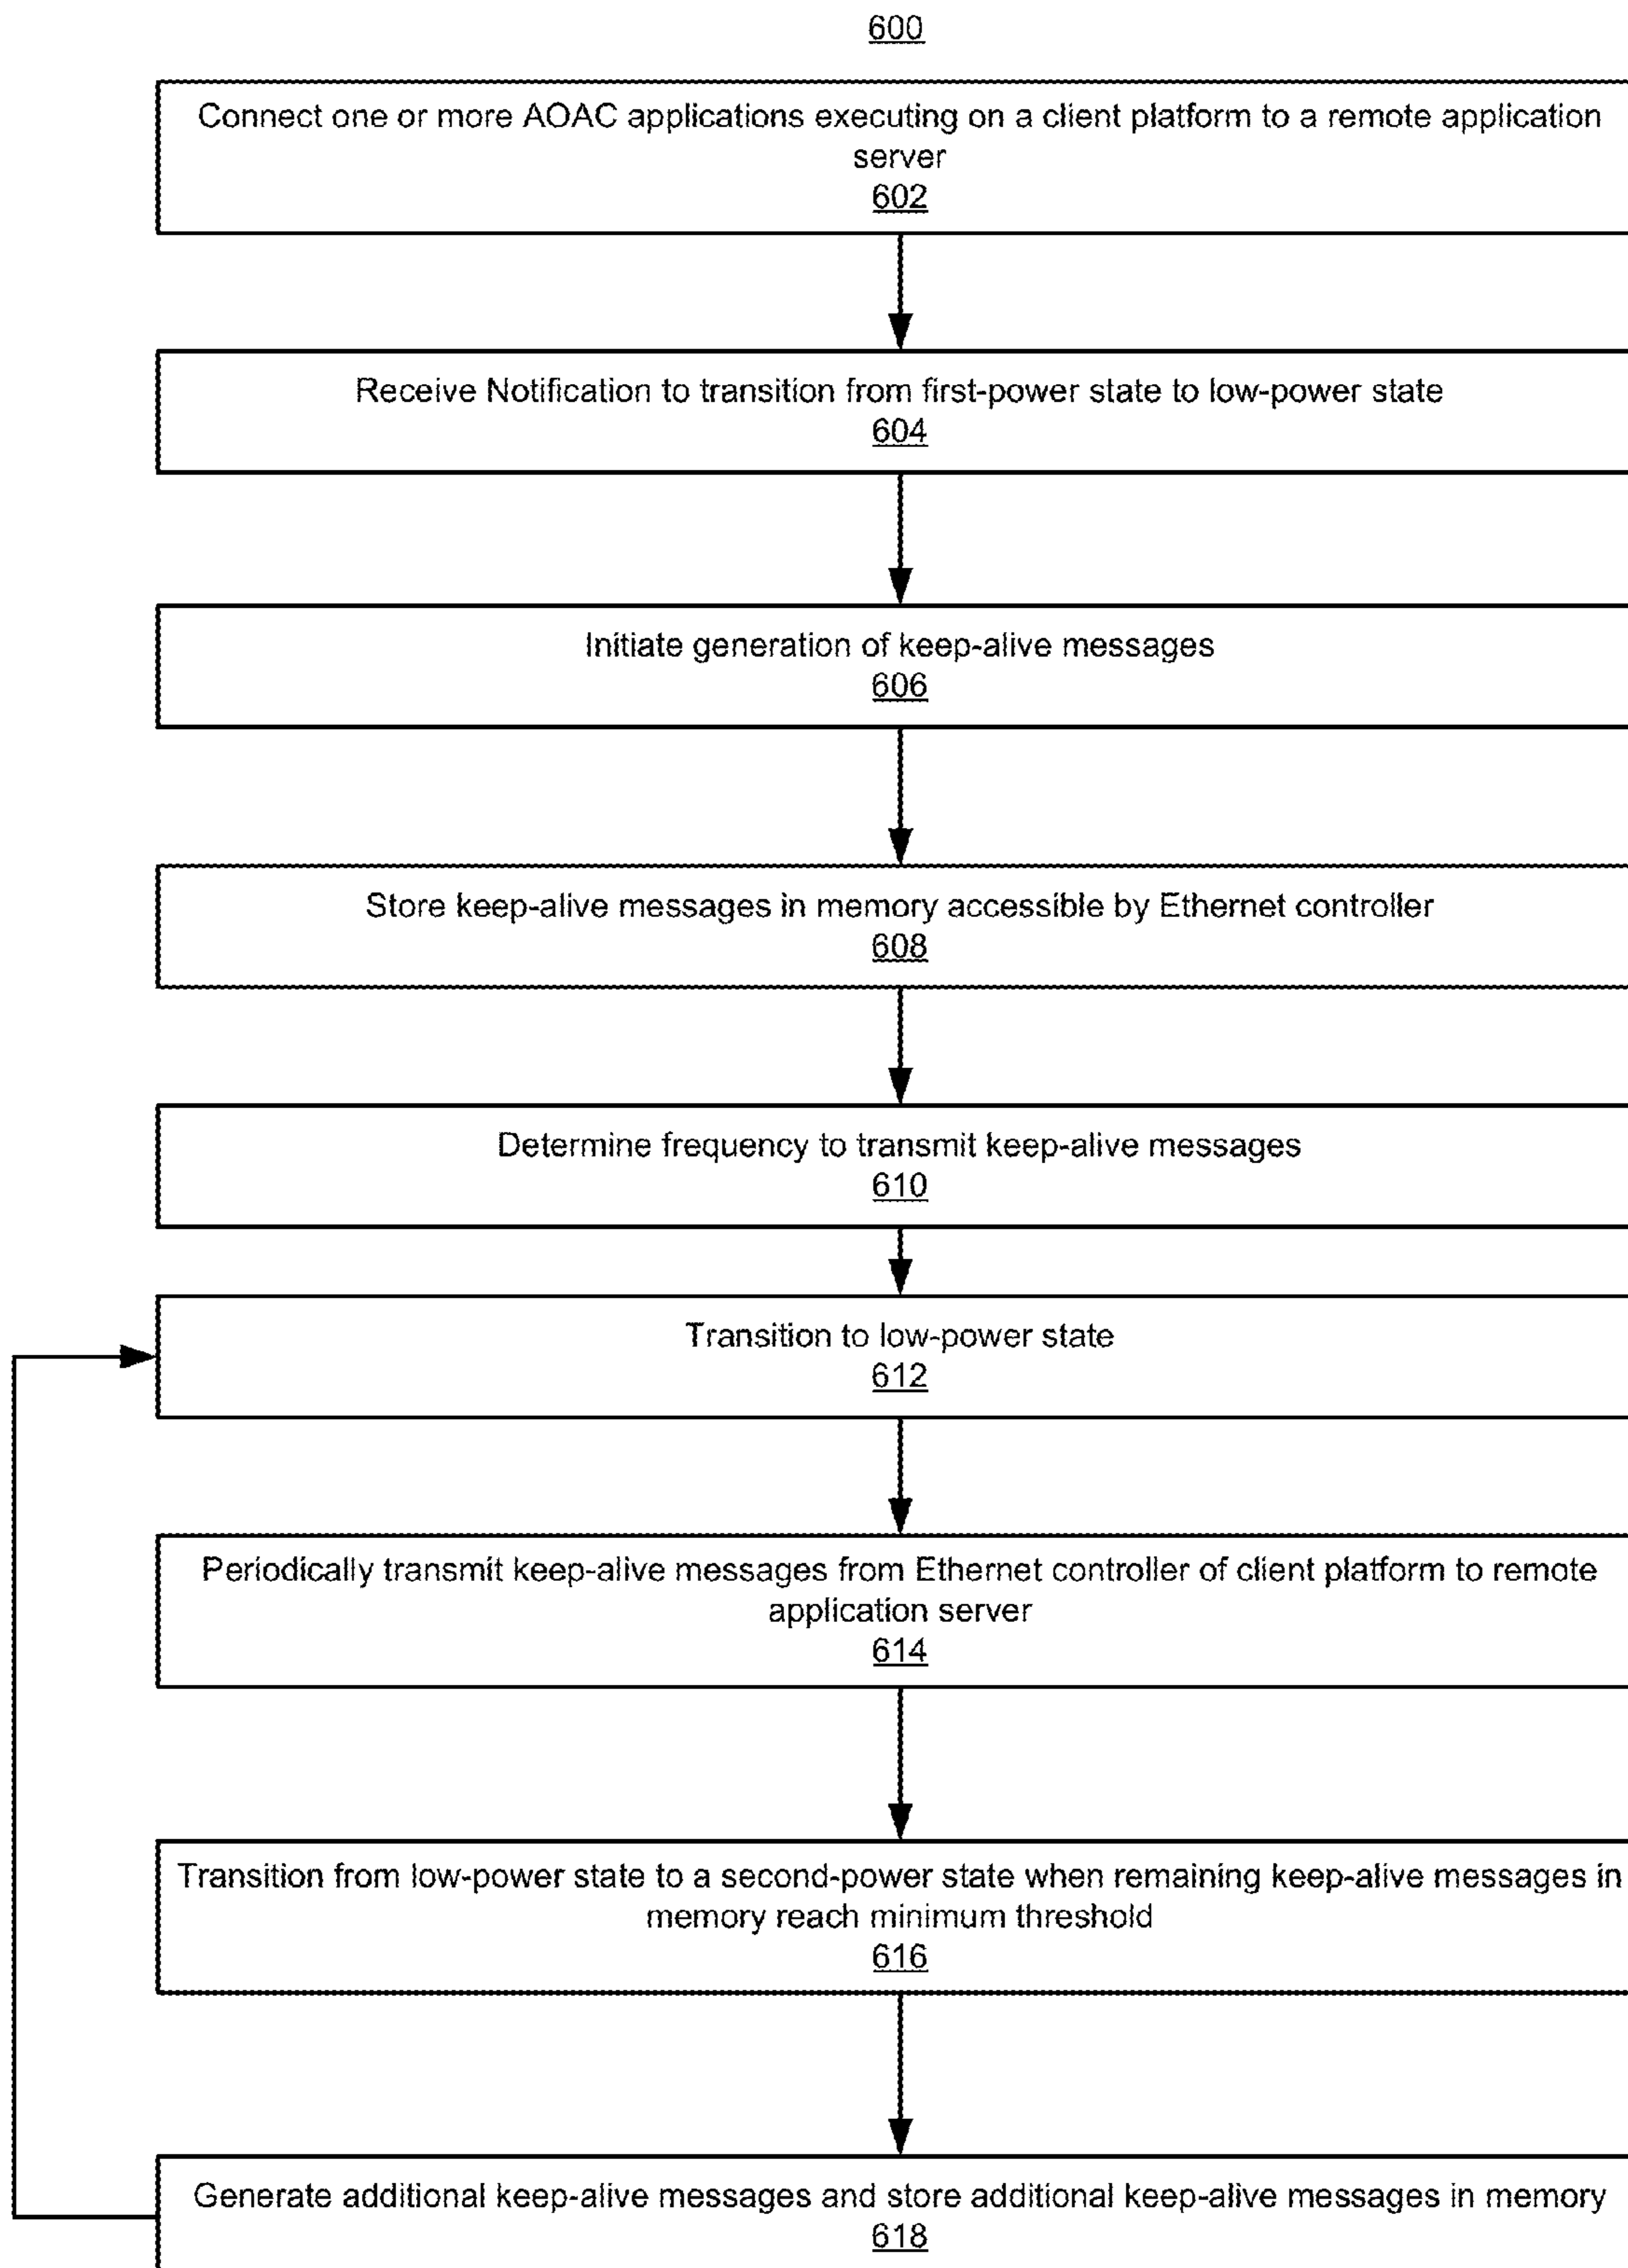 600
Connect one or more AOAC applications executing on a client platform to a remote application
server
602
Receive Notification to transition from first-power state to low-power state
604
Initiate generation of keep-alive messages
606
Store keep-alive messages in memory accessible by Ethernet controller
608
Determine frequency to transmit keep-alive messages
610
Transition to low-power state
612
Periodically transmit keep-alive messages from Ethernet controller of client platform to remote
application server
614
Transition from low-power state to a second-power state when remaining keep-alive messages in
memory reach minimum threshold
616
Generate additional keep-alive messages and store additional keep-alive messages in memory
618